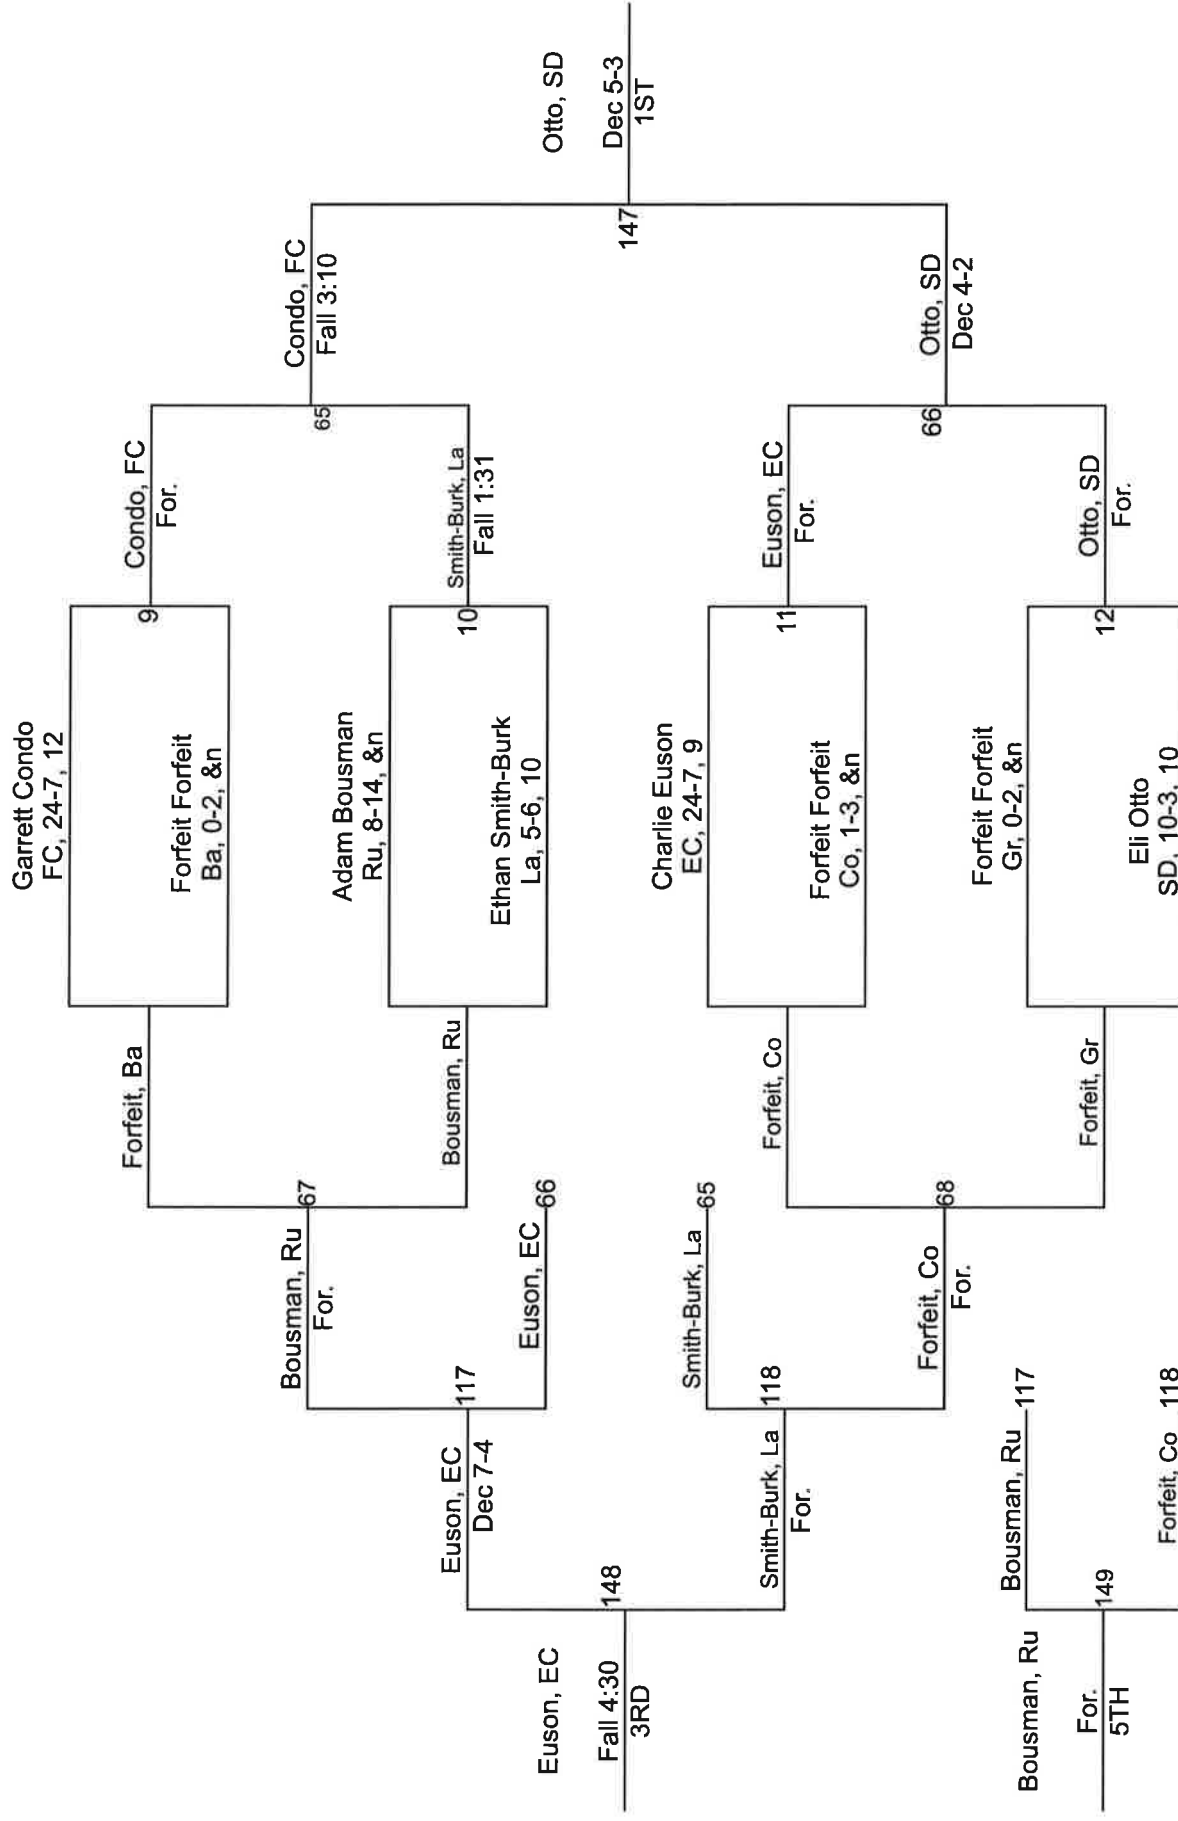 Garrett Condo
FC, 24-7, 12
Forfeit Forfeit
Ba, 0-2, &n
9
Adam Bousman
Ru, 8-14, &n
Ethan Smith-Burk
La, 5-6, 10
10
Charlie Euson
EC, 24-7, 9
Forfeit Forfeit
Co, 1-3, &n
11
Forfeit Forfeit
Gr, 0-2, &n
Eli Otto
SD, 10-3, 10
12
Condo, FC
For.
Smith-Burk, La
Fall 1:31
65
Euson, EC
For.
Otto, SD
For.
66
Condo, FC
Fall 3:10
Otto, SD
Dec 4-2
147
Otto, SD
Dec 5-3
1ST
Forfeit, Ba
Bousman, Ru
67
Forfeit, Co
Forfeit, Gr
68
Bousman, Ru
For.
Euson, EC
66
117
Smith-Burk, La
65
Forfeit, Co
For.
118
Euson, EC
Dec 7-4
Smith-Burk, La
For.
148
Euson, EC
Fall 4:30
3RD
Bousman, Ru
117
Forfeit, Co
118
149
Bousman, Ru
For.
5TH